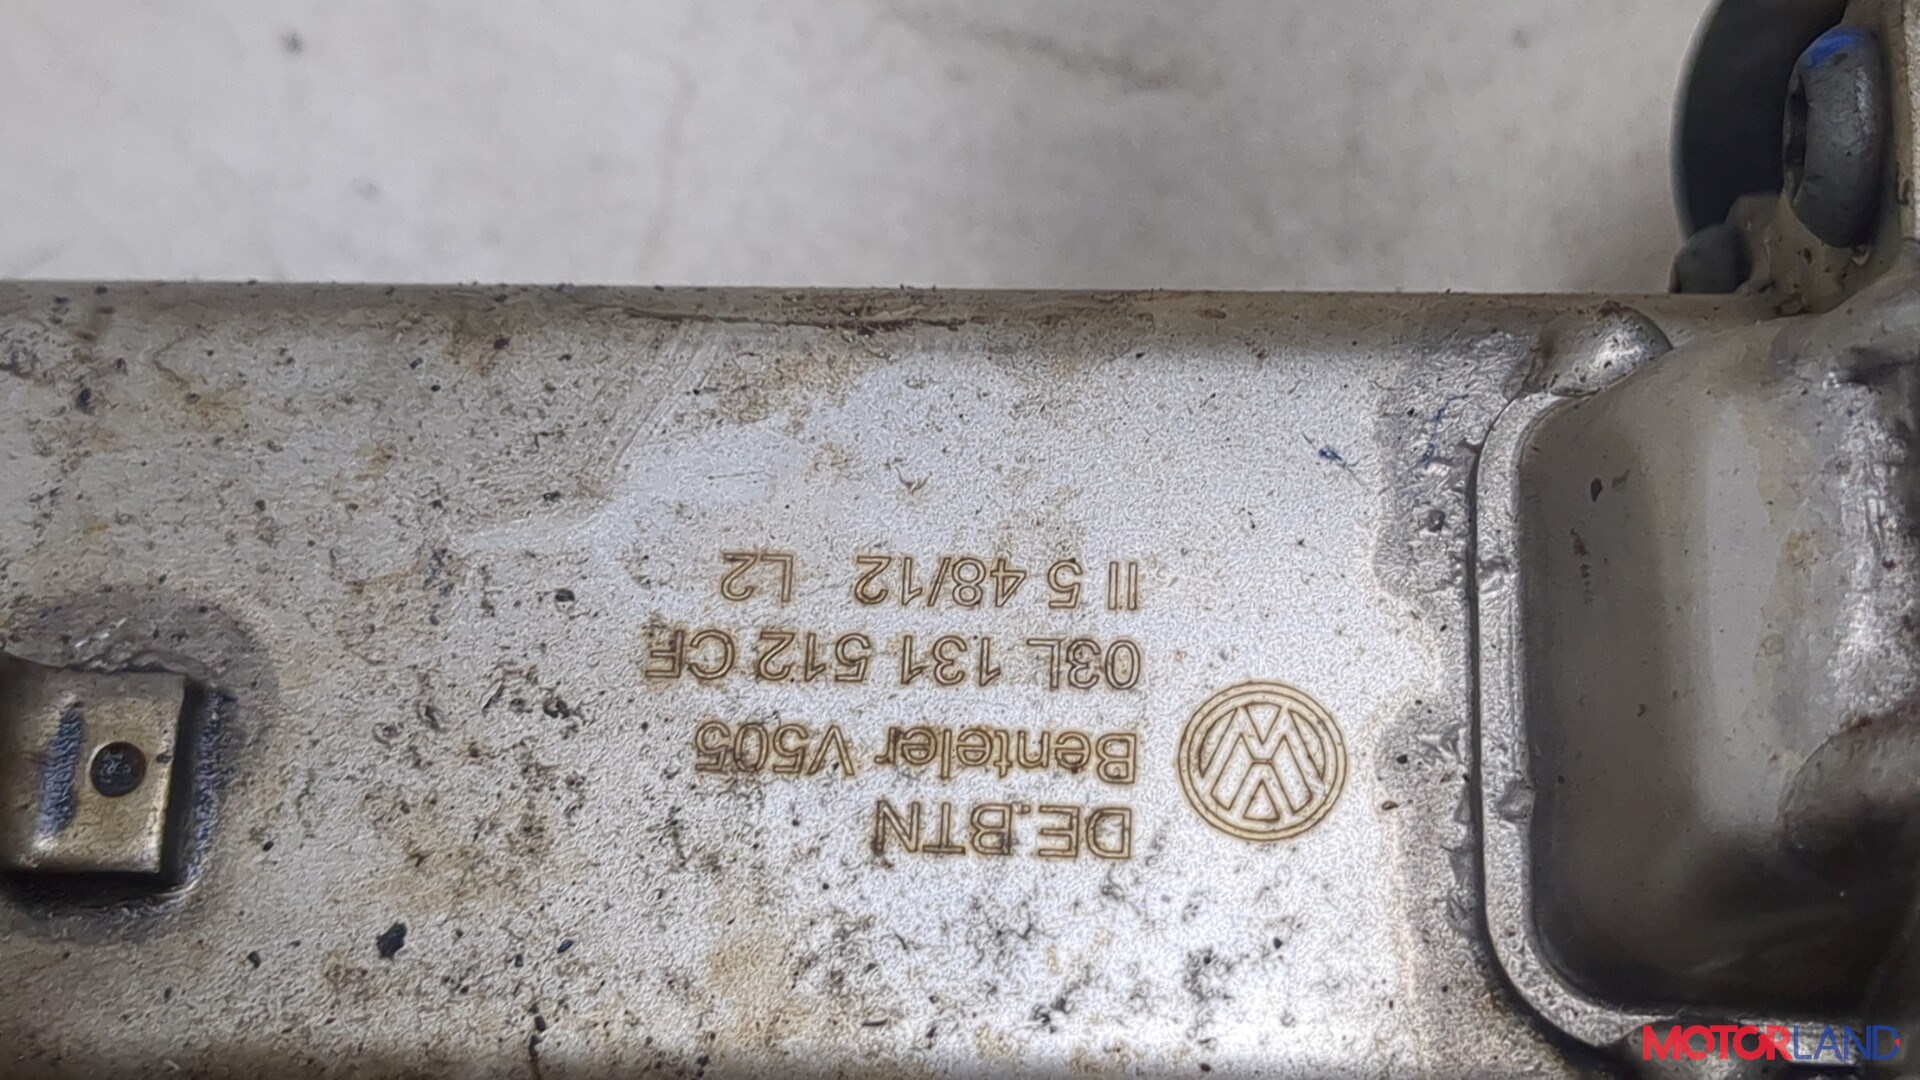 DE.BTN
Benteler V505
03L 131 512 CF
II 5 48/12 L2
MOTORLAND